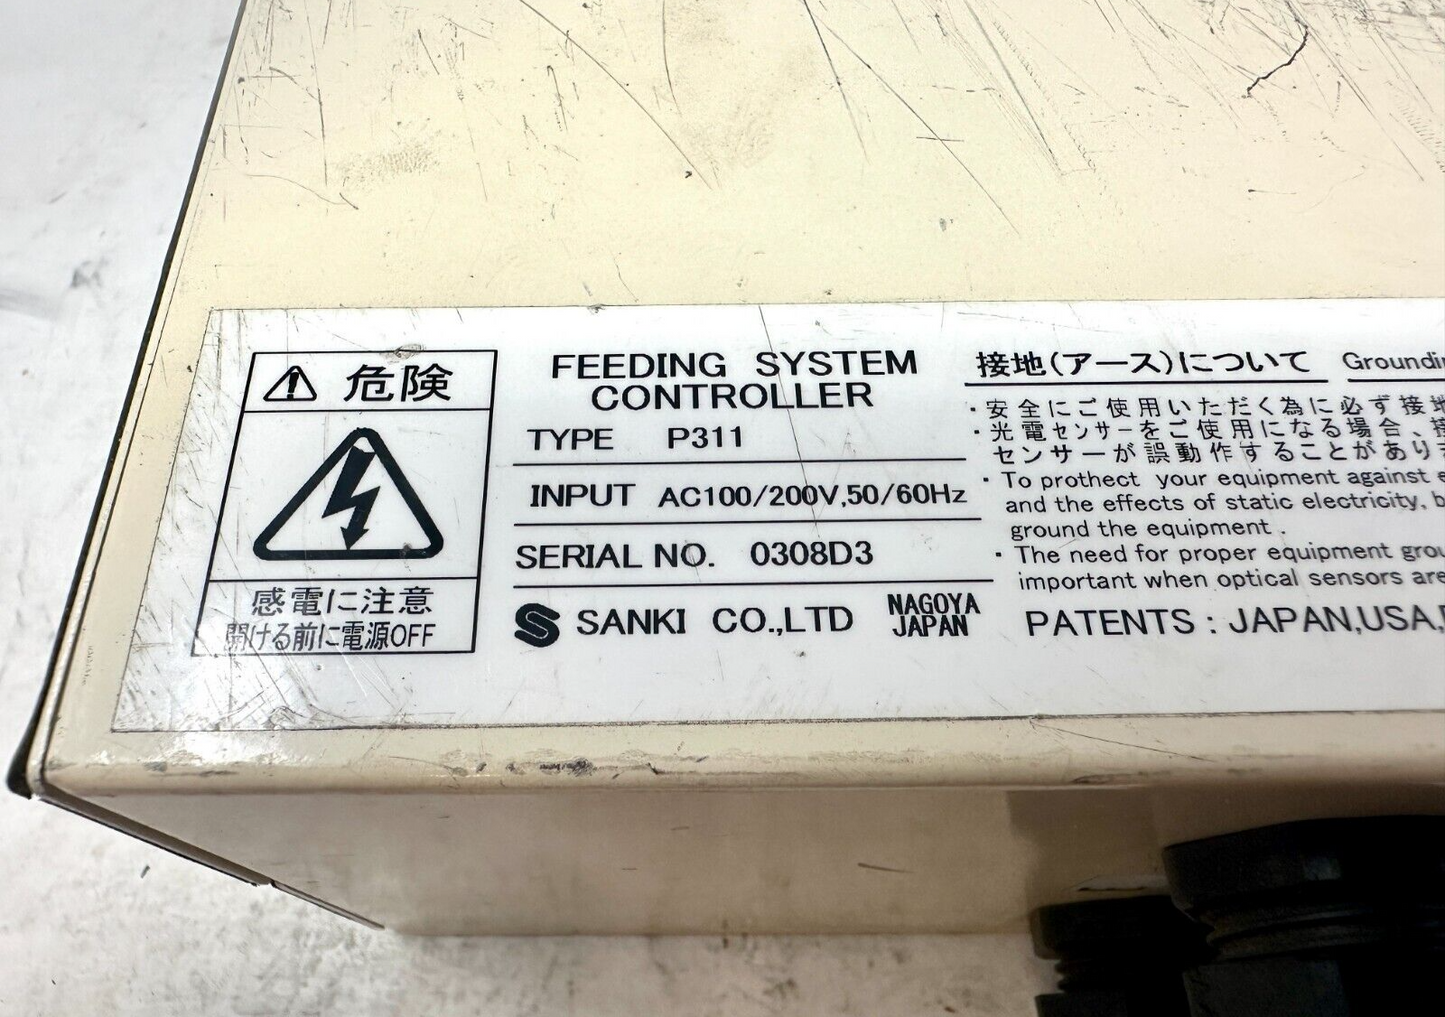 危険
感電に注意
開ける前に電源OFF
FEEDING SYSTEM
CONTROLLER
TYPE P311
INPUT AC100/200V,50/60Hz
SERIAL NO. 0308D3
SANKI CO.,LTD NAGOYA
JAPAN
接地(アース)について Groundin
・安全にご使用いただく為に必ず接地
・光電センサーをご使用になる場合、接
センサーが誤動作することがありま
・To prothect your equipment against e
and the effects of static electricity, b
ground the equipment .
・The need for proper equipment grou
important when optical sensors are
PATENTS : JAPAN,USA,